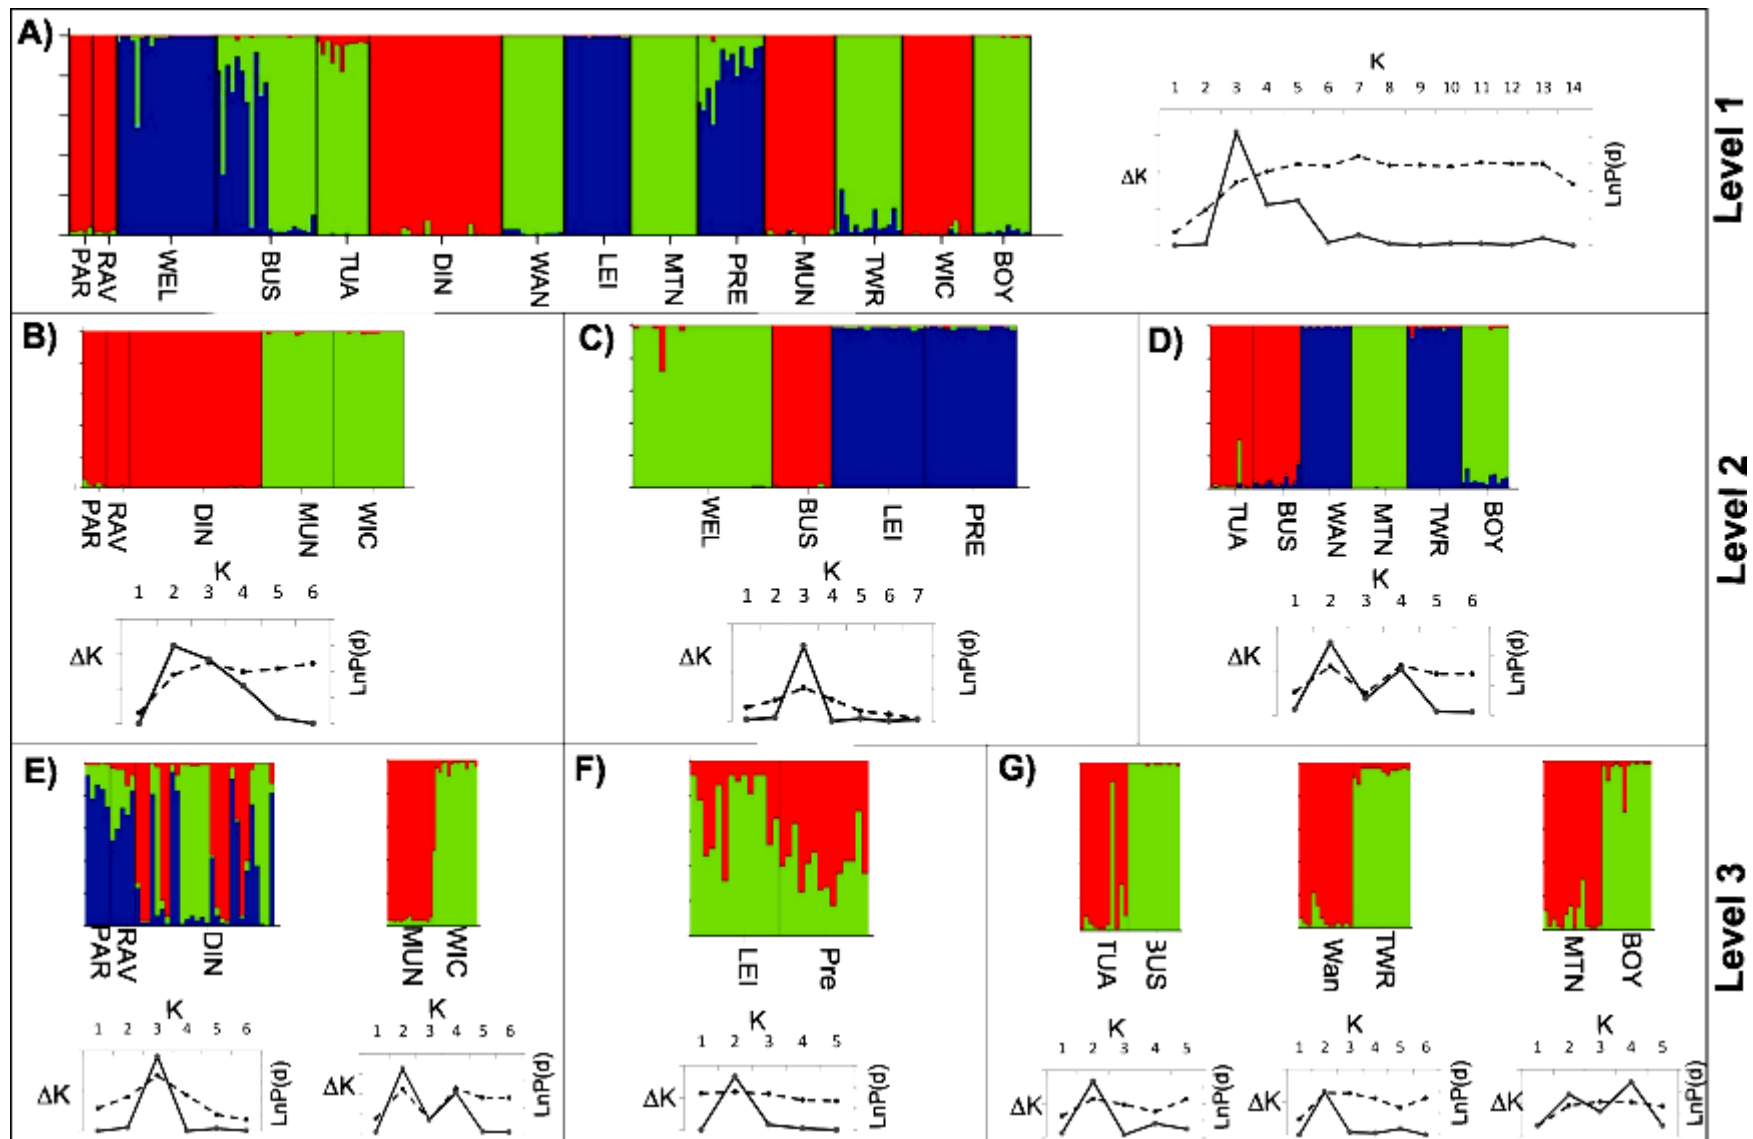 A)
K
1 2 3 4 5 6 7 8 9 10 11 12 13 14
ΔK
LnP(d)
PAR RAV WEL BUS TUA DIN WAN LEI MTN PRE MUN TWR WIC BOY
Level 1
B)
PAR RAV DIN MUN WIC
K
1 2 3 4 5 6
ΔK
LnP(d)
C)
WEL BUS LEI PRE
K
1 2 3 4 5 6 7
ΔK
LnP(d)
D)
TUA BUS WAN MTN TWR BOY
K
1 2 3 4 5 6
ΔK
LnP(d)
Level 2
E)
PAR RAV DIN
K
1 2 3 4 5 6
ΔK
MUN WIC
K
1 2 3 4 5 6
ΔK
LnP(d)
F)
LEI Pre
K
1 2 3 4 5
ΔK
LnP(d)
G)
TUA BUS
K
1 2 3 4 5
ΔK
LnP(d)
Wan TWR
K
1 2 3 4 5 6
ΔK
LnP(d)
MTN BOY
K
1 2 3 4 5
ΔK
LnP(d)
Level 3